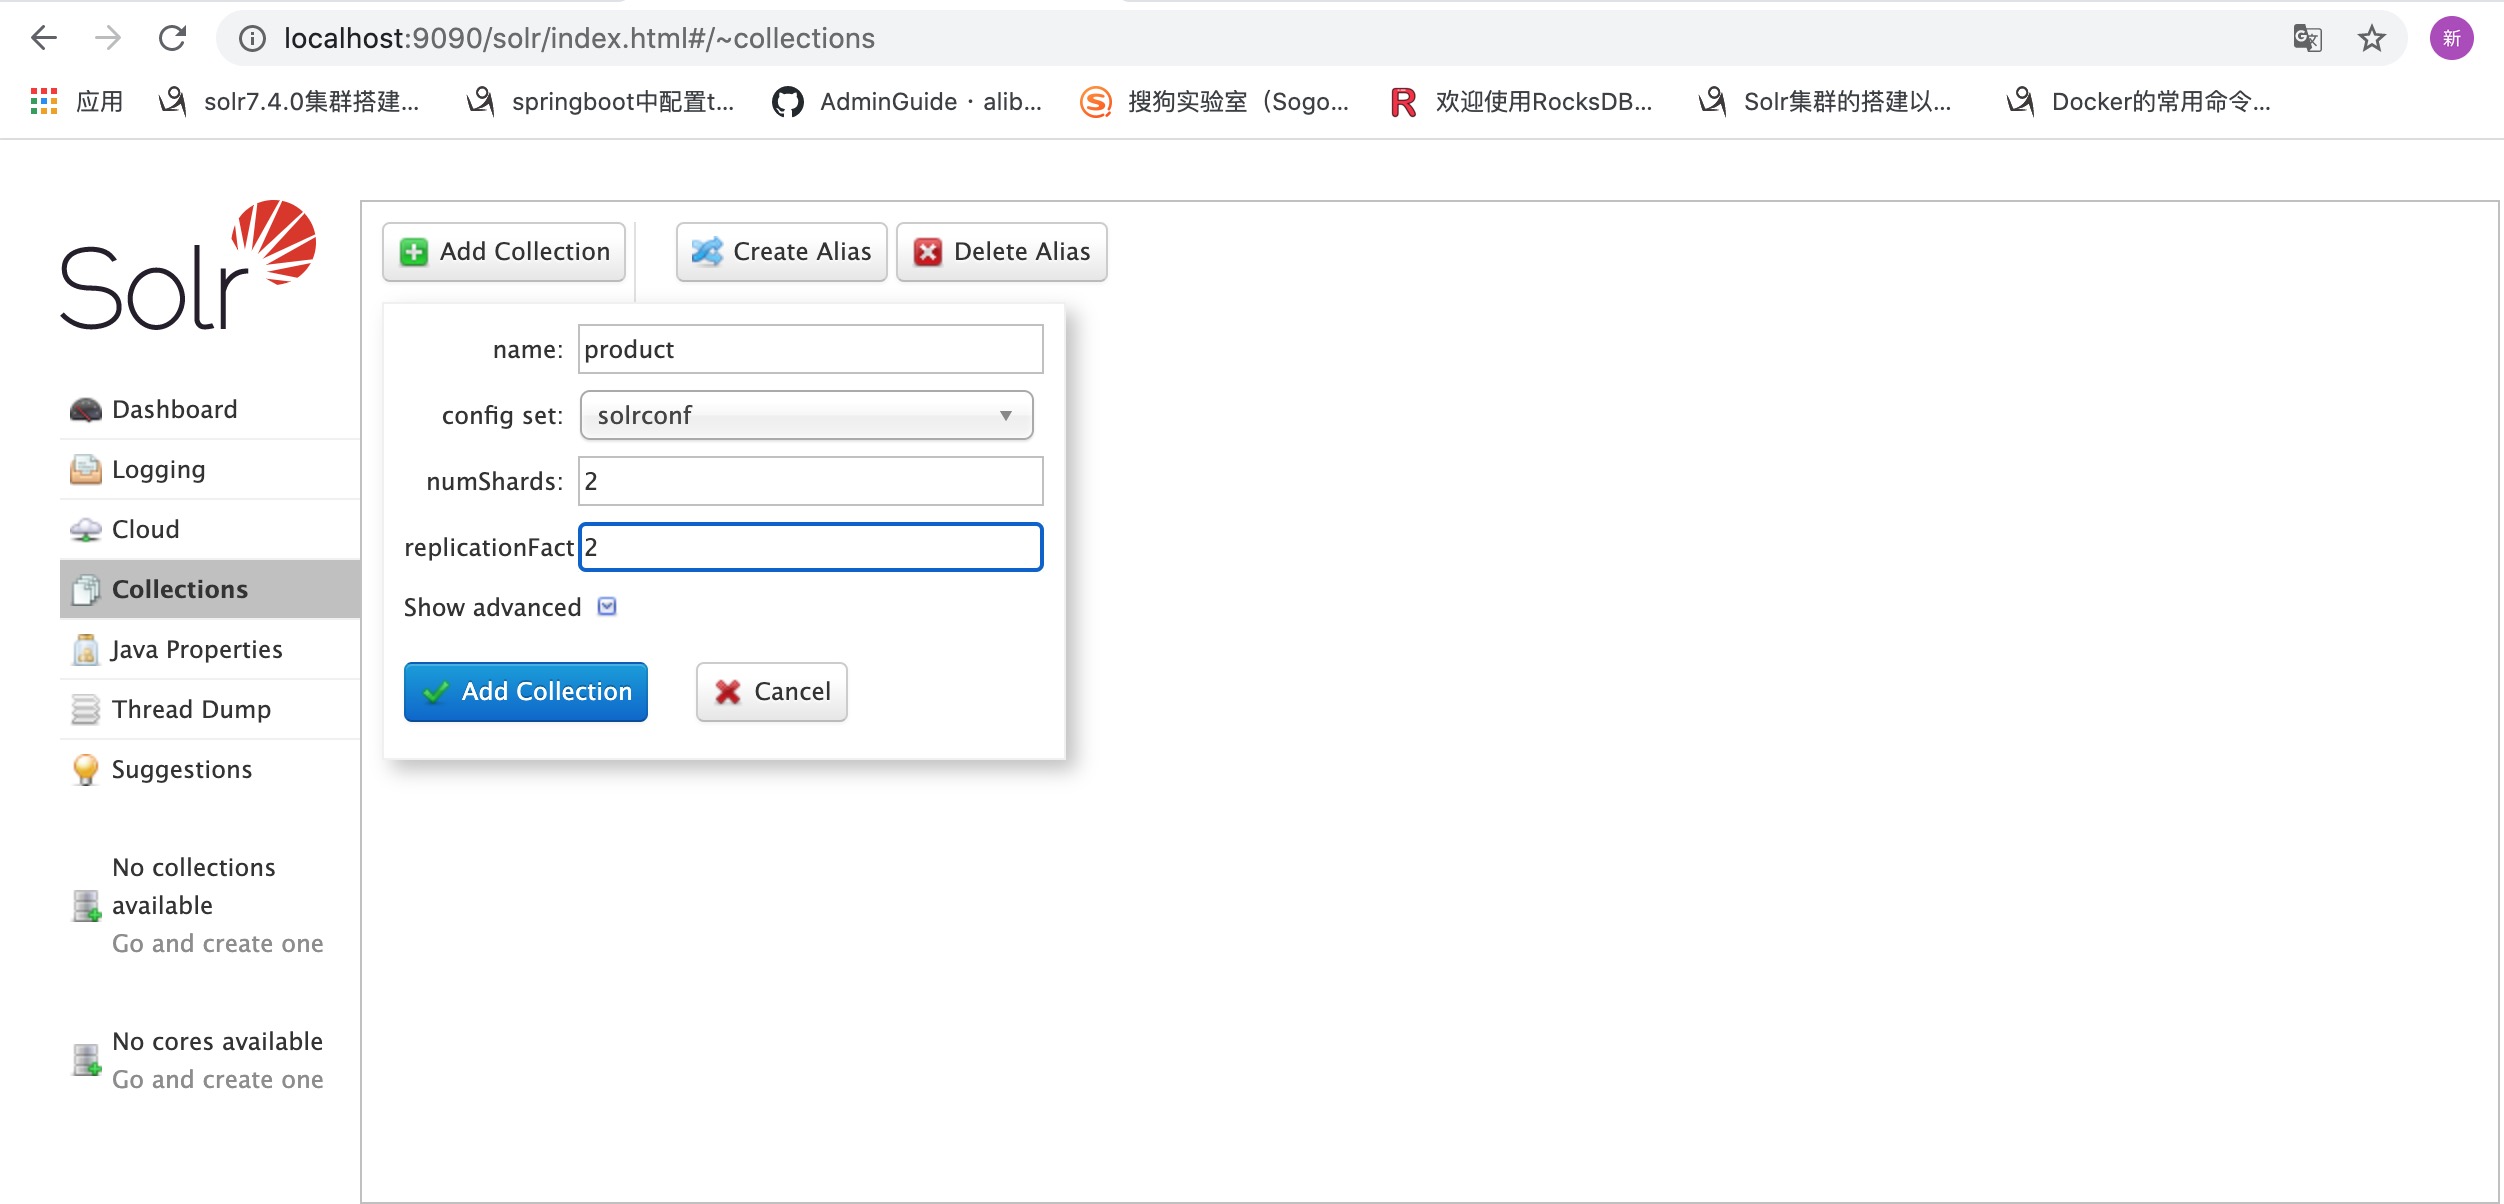 localhost:9090/solr/index.html#/~collections
新
应用
solr7.4.0集群搭建...
springboot中配置t...
AdminGuide · alib...
搜狗实验室（Sogo...
欢迎使用RocksDB...
Solr集群的搭建以...
Docker的常用命令...
Solr
Add Collection
Create Alias
Delete Alias
name: product
config set: solrconf
numShards: 2
replicationFact 2
Show advanced
Add Collection
Cancel
Dashboard
Logging
Cloud
Collections
Java Properties
Thread Dump
Suggestions
No collections
available
Go and create one
No cores available
Go and create one